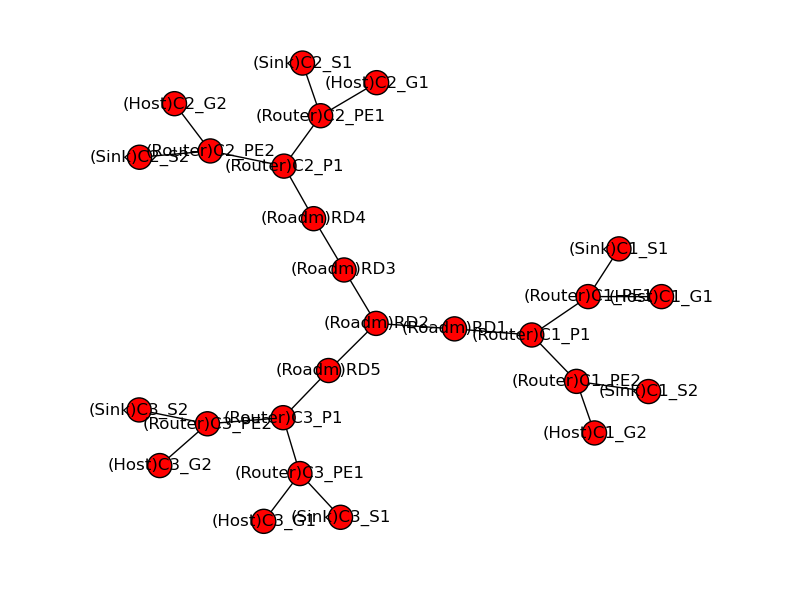 (Sink)C2_S1
(Host)C2_G1
(Host)C2_G2
(Router)C2_PE1
(Router)C2_PE2
(Sink)C2_S2
(Router)C2_P1
(Roadm)RD4
(Sink)C1_S1
(Roadm)RD3
(Router)C1_PE1
(Host)C1_G1
(Roadm)RD2
(Roadm)RD1
(Router)C1_P1
(Roadm)RD5
(Router)C1_PE2
(Sink)C1_S2
(Sink)C3_S2
(Router)C3_PE2
(Router)C3_P1
(Host)C1_G2
(Host)C3_G2
(Router)C3_PE1
(Host)C3_G1
(Sink)C3_S1